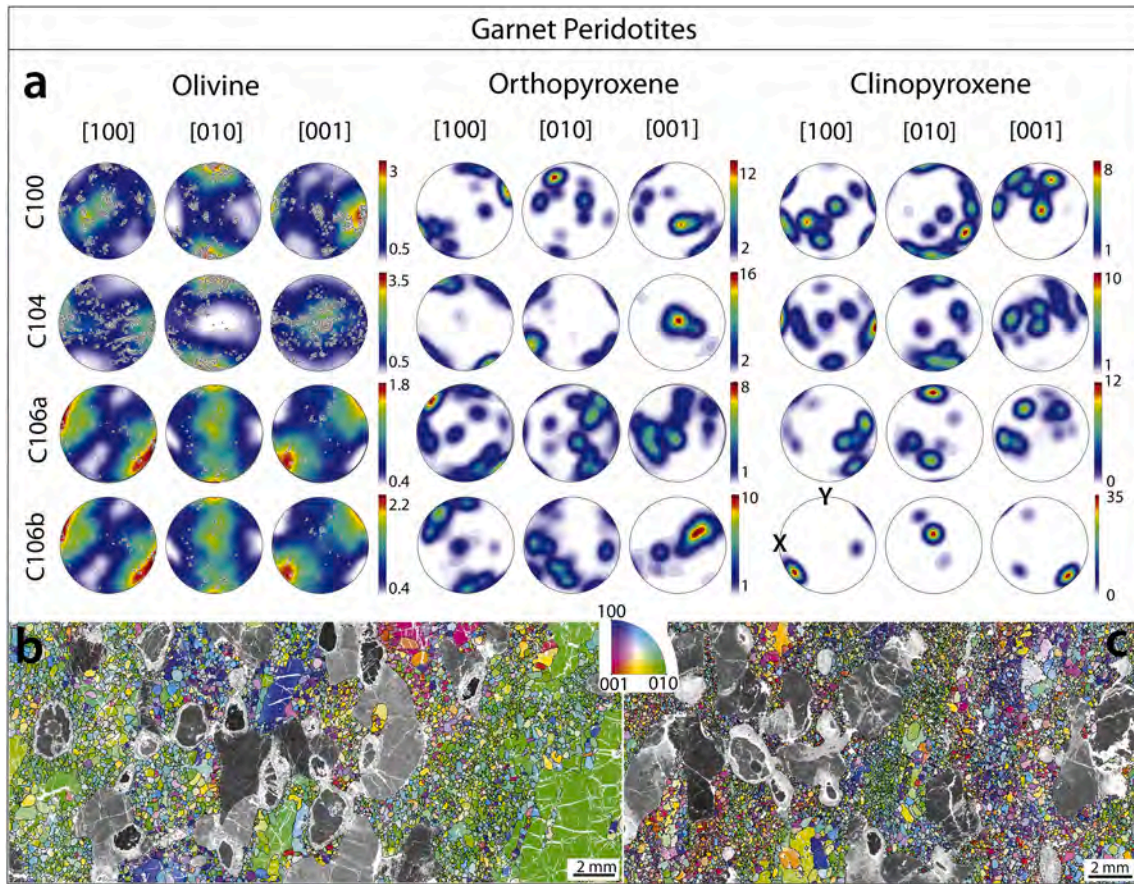 Garnet Peridotites
a
Olivine Orthopyroxene Clinopyroxene
[100] [010] [001] [100] [010] [001] [100] [010] [001]
C100 3 0.5 12 2 8 1
C104 3.5 0.5 16 2 10 1
C106a 1.8 0.4 8 1 12 0
C106b 2.2 0.4 10 1 Y X 35 0
b 100 001 010 c
2 mm 2 mm